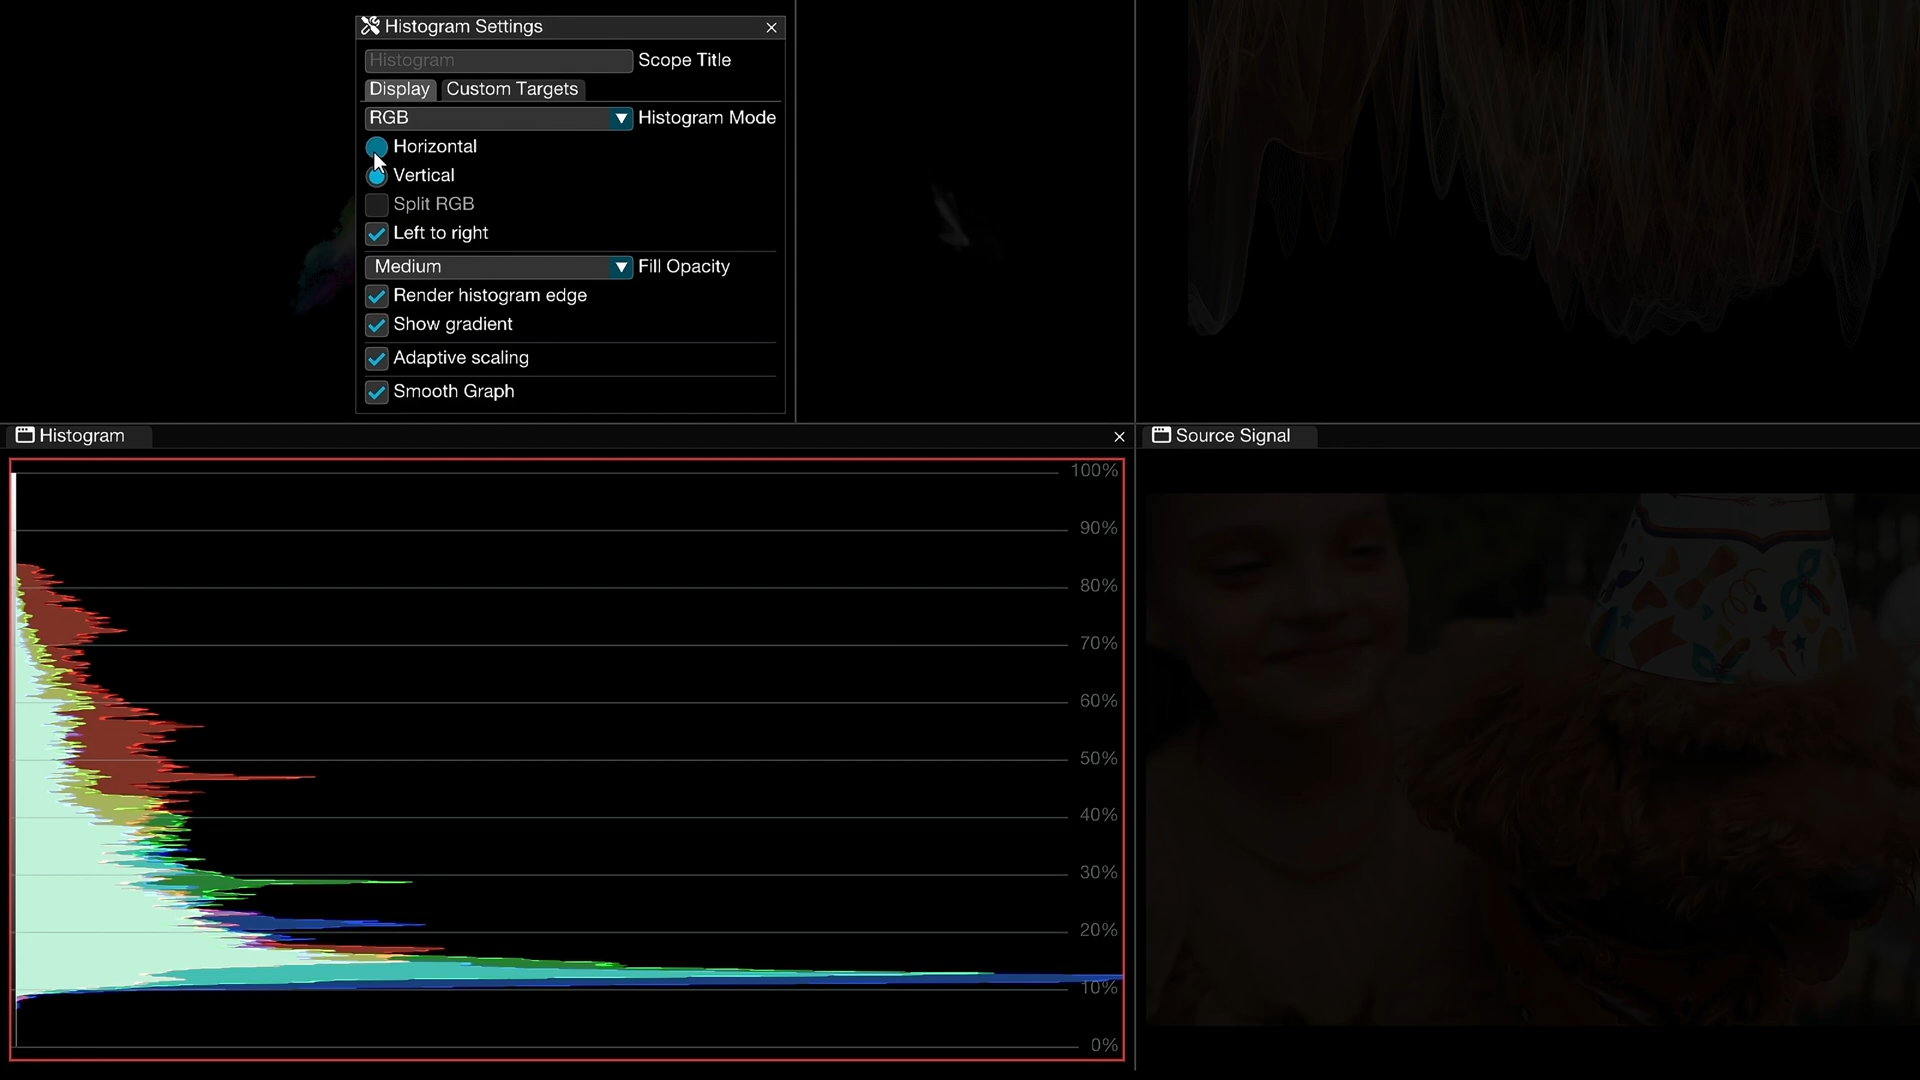 Histogram Settings
Histogram Scope Title
Display Custom Targets
RGB Histogram Mode
Horizontal
Vertical
Split RGB
Left to right
Medium Fill Opacity
Render histogram edge
Show gradient
Adaptive scaling
Smooth Graph
Histogram
Source Signal
100%
90%
80%
70%
60%
50%
40%
30%
20%
10%
0%